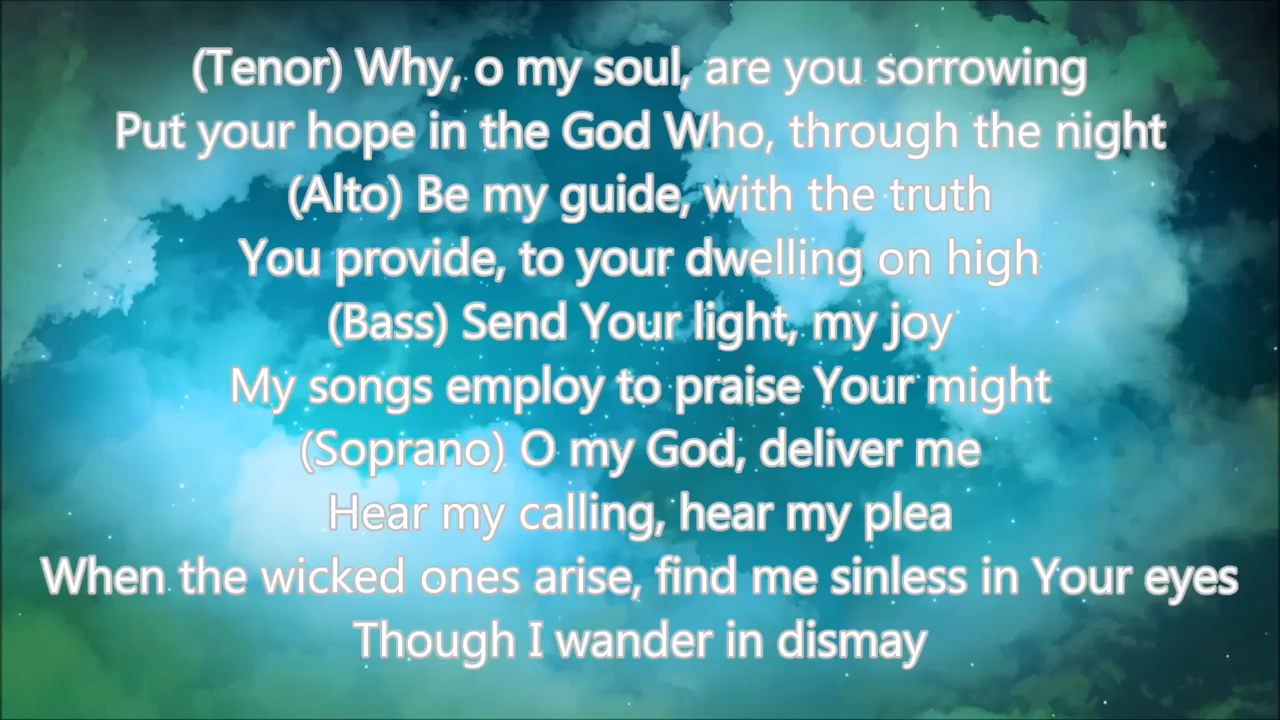 (Tenor) Why, o my soul, are you sorrowing
Put your hope in the God Who, through the night
(Alto) Be my guide, with the truth
You provide, to your dwelling on high
(Bass) Send Your light, my joy
My songs employ to praise Your might
(Soprano) O my God, deliver me
Hear my calling, hear my plea
When the wicked ones arise, find me sinless in Your eyes
Though I wander in dismay